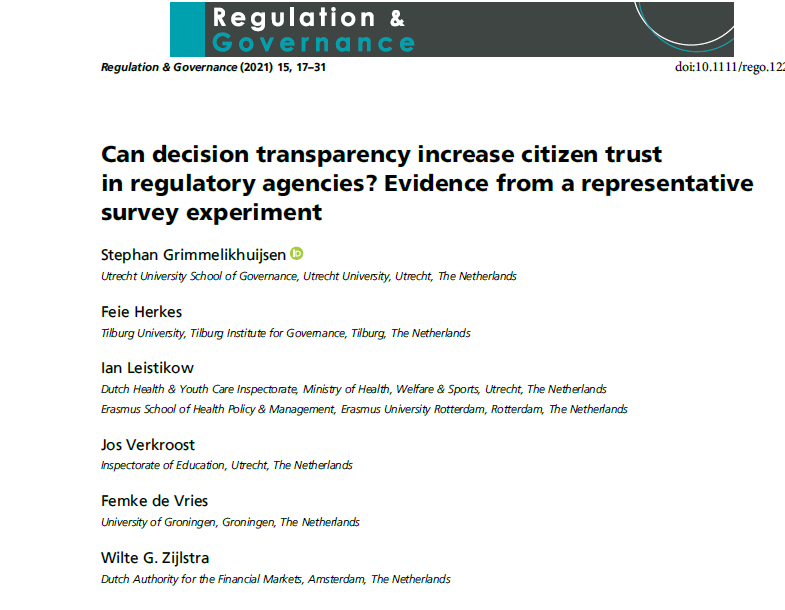 Regulation &
Governance
Regulation & Governance (2021) 15, 17–31
doi:10.1111/rego.122
Can decision transparency increase citizen trust
in regulatory agencies? Evidence from a representative
survey experiment
Stephan Grimmelikhuijsen iD
Utrecht University School of Governance, Utrecht University, Utrecht, The Netherlands
Feie Herkes
Tilburg University, Tilburg Institute for Governance, Tilburg, The Netherlands
Ian Leistikow
Dutch Health & Youth Care Inspectorate, Ministry of Health, Welfare & Sports, Utrecht, The Netherlands
Erasmus School of Health Policy & Management, Erasmus University Rotterdam, Rotterdam, The Netherlands
Jos Verkroost
Inspectorate of Education, Utrecht, The Netherlands
Femke de Vries
University of Groningen, Groningen, The Netherlands
Wilte G. Zijlstra
Dutch Authority for the Financial Markets, Amsterdam, The Netherlands